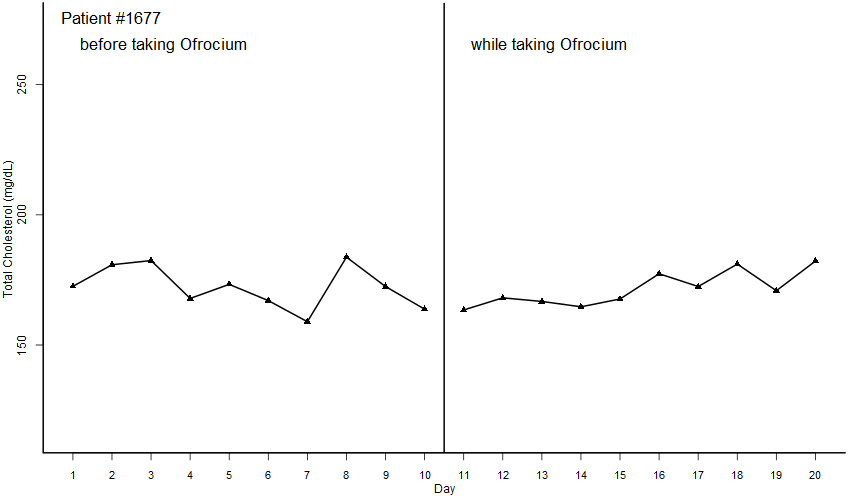 Patient #1677
before taking Ofrocium
while taking Ofrocium
Total Cholesterol (mg/dL)
250
200
150
1 2 3 4 5 6 7 8 9 10 11 12 13 14 15 16 17 18 19 20
Day